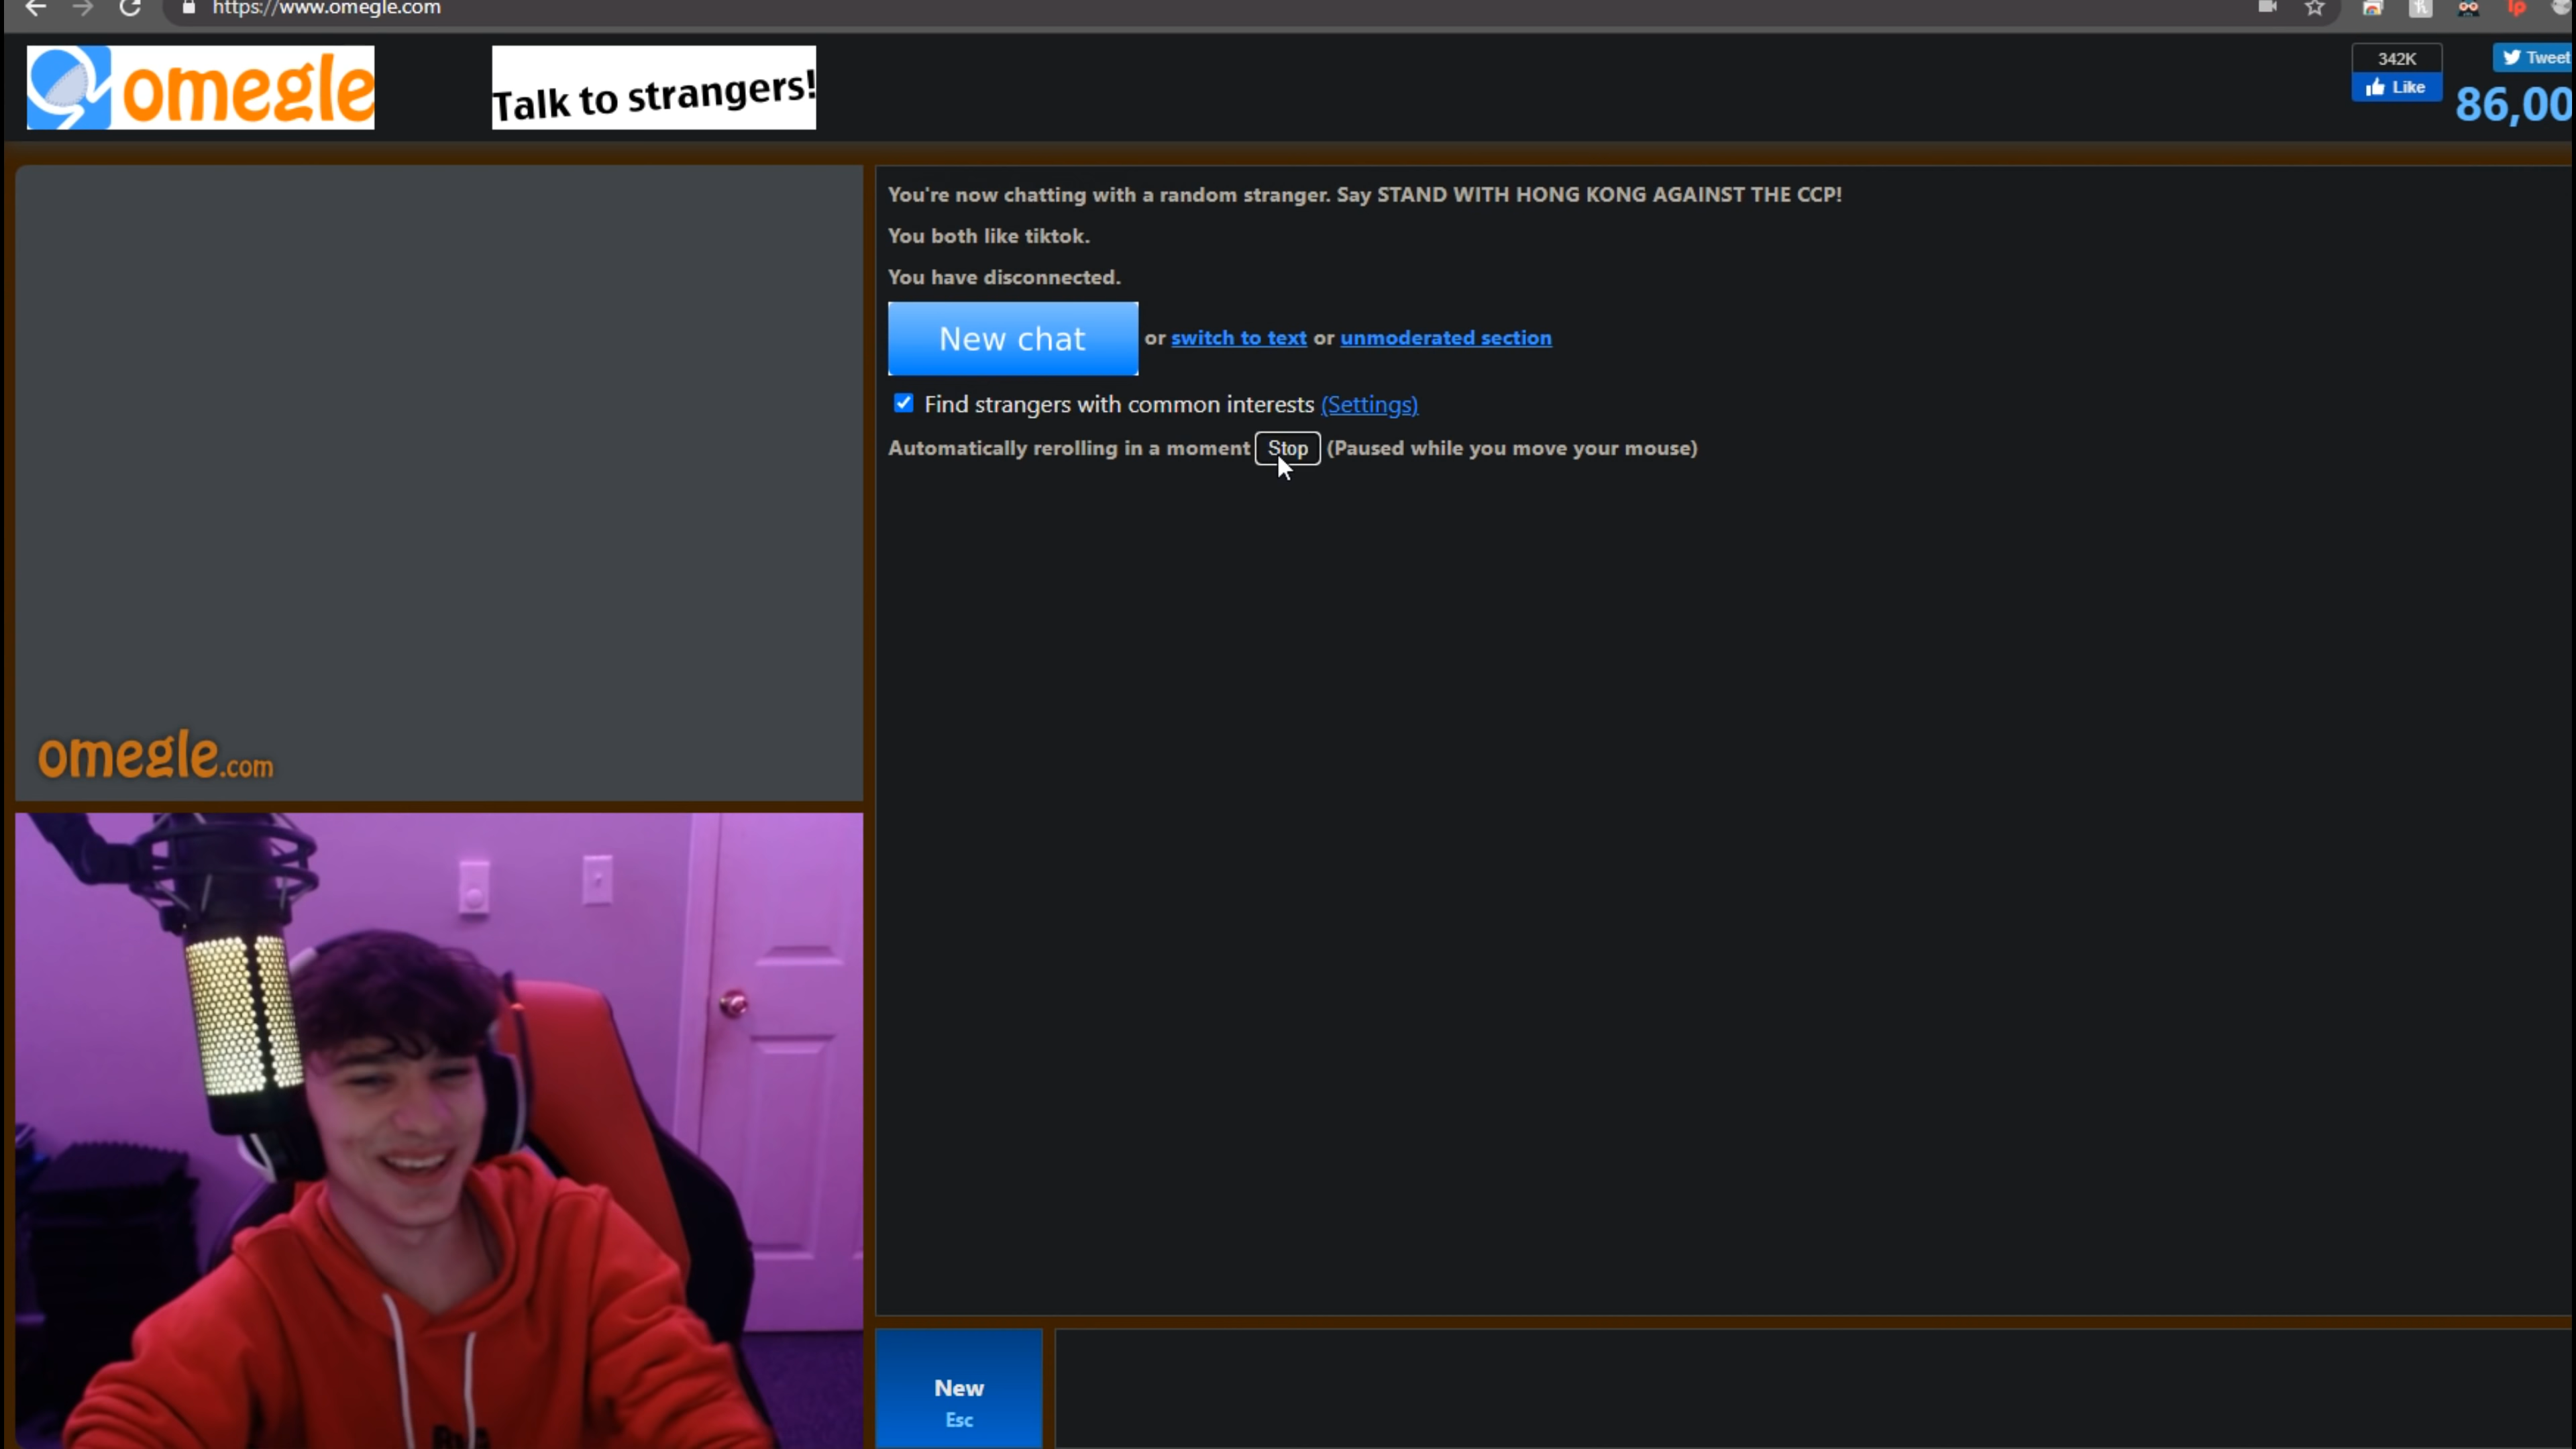 https://www.omegle.com
omegle
Talk to strangers!
342K
Like
Tweet
86,00
You're now chatting with a random stranger. Say STAND WITH HONG KONG AGAINST THE CCP!
You both like tiktok.
You have disconnected.
New chat or switch to text or unmoderated section
Find strangers with common interests (Settings)
Automatically rerolling in a moment Stop (Paused while you move your mouse)
omegle.com
New
Esc